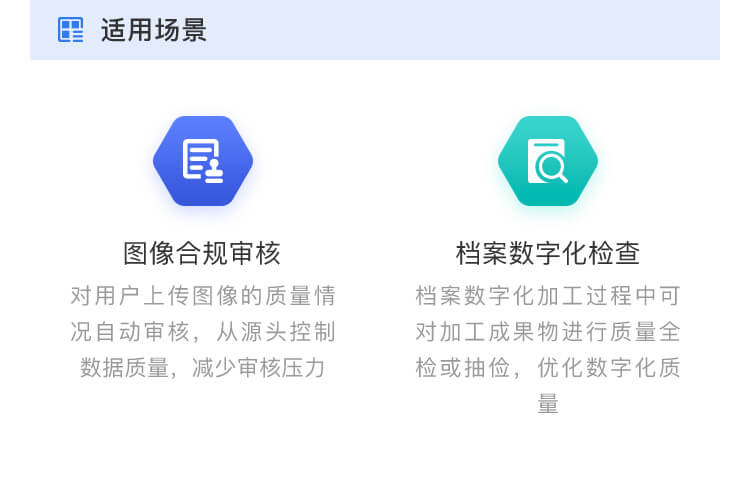 适用场景
图像合规审核
对用户上传图像的质量情
况自动审核，从源头控制
数据质量，减少审核压力
档案数字化检查
档案数字化加工过程中可
对加工成果物进行质量全
检或抽俭，优化数字化质
量